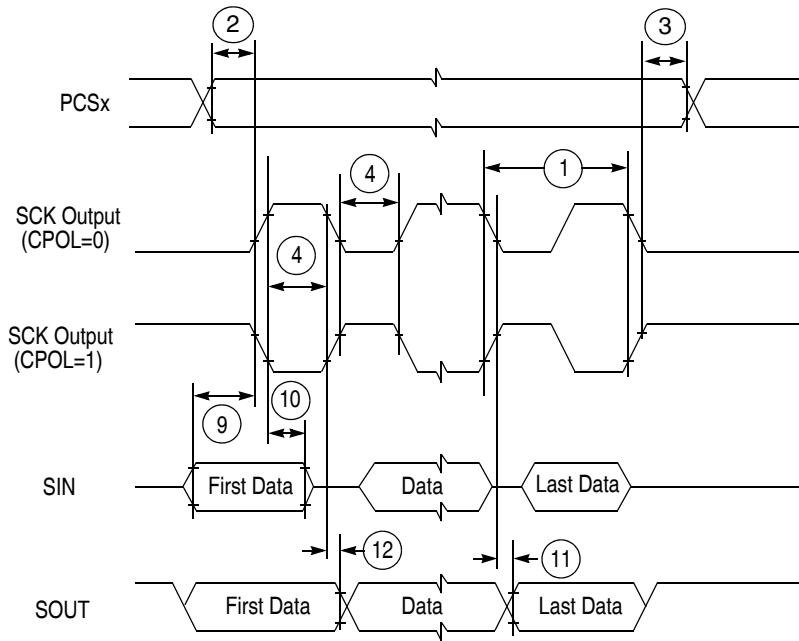 2
3
PCSx
4
1
SCK Output
(CPOL=0)
4
SCK Output
(CPOL=1)
9
10
SIN
First Data
Data
Last Data
12
11
SOUT
First Data
Data
Last Data